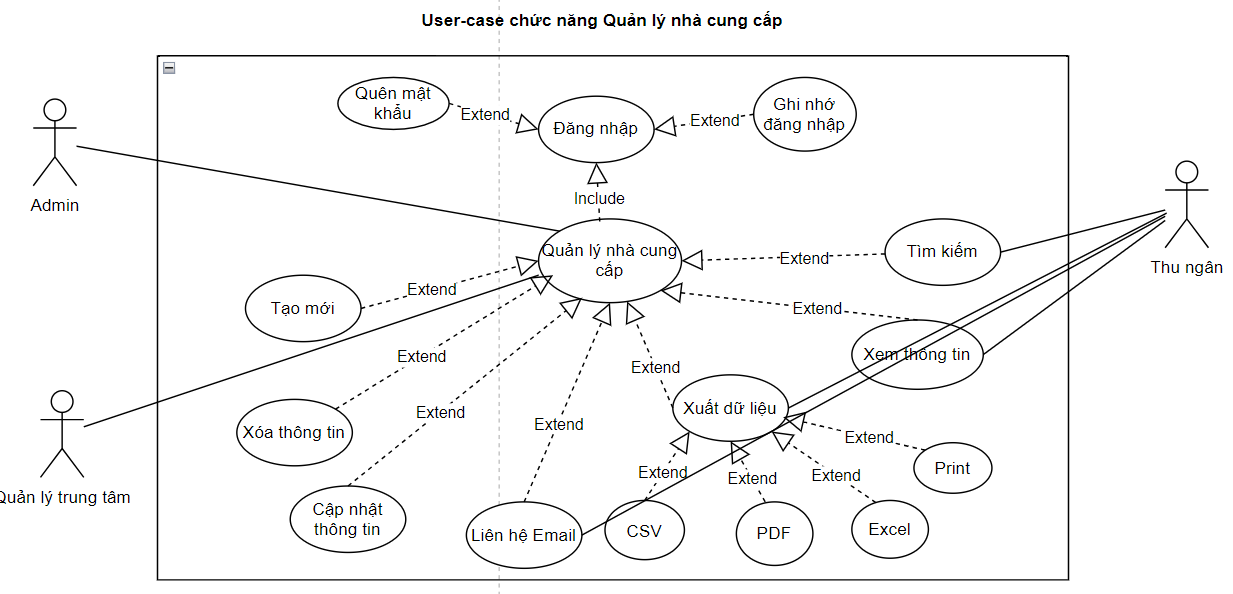 User-case chức năng Quản lý nhà cung cấp
Quên mật
khẩu
Extend
Đăng nhập
Extend
Ghi nhớ
đăng nhập
Admin
Include
Quản lý nhà cung
cấp
Extend
Tìm kiếm
Thu ngân
Extend
Tạo mới
Extend
Xem thông tin
Extend
Extend
Xuất dữ liệu
Extend
Xóa thông tin
Extend
Extend
Print
Quản lý trung tâm
Extend
Extend
Extend
Cập nhật
thông tin
Liên hệ Email
CSV
PDF
Excel